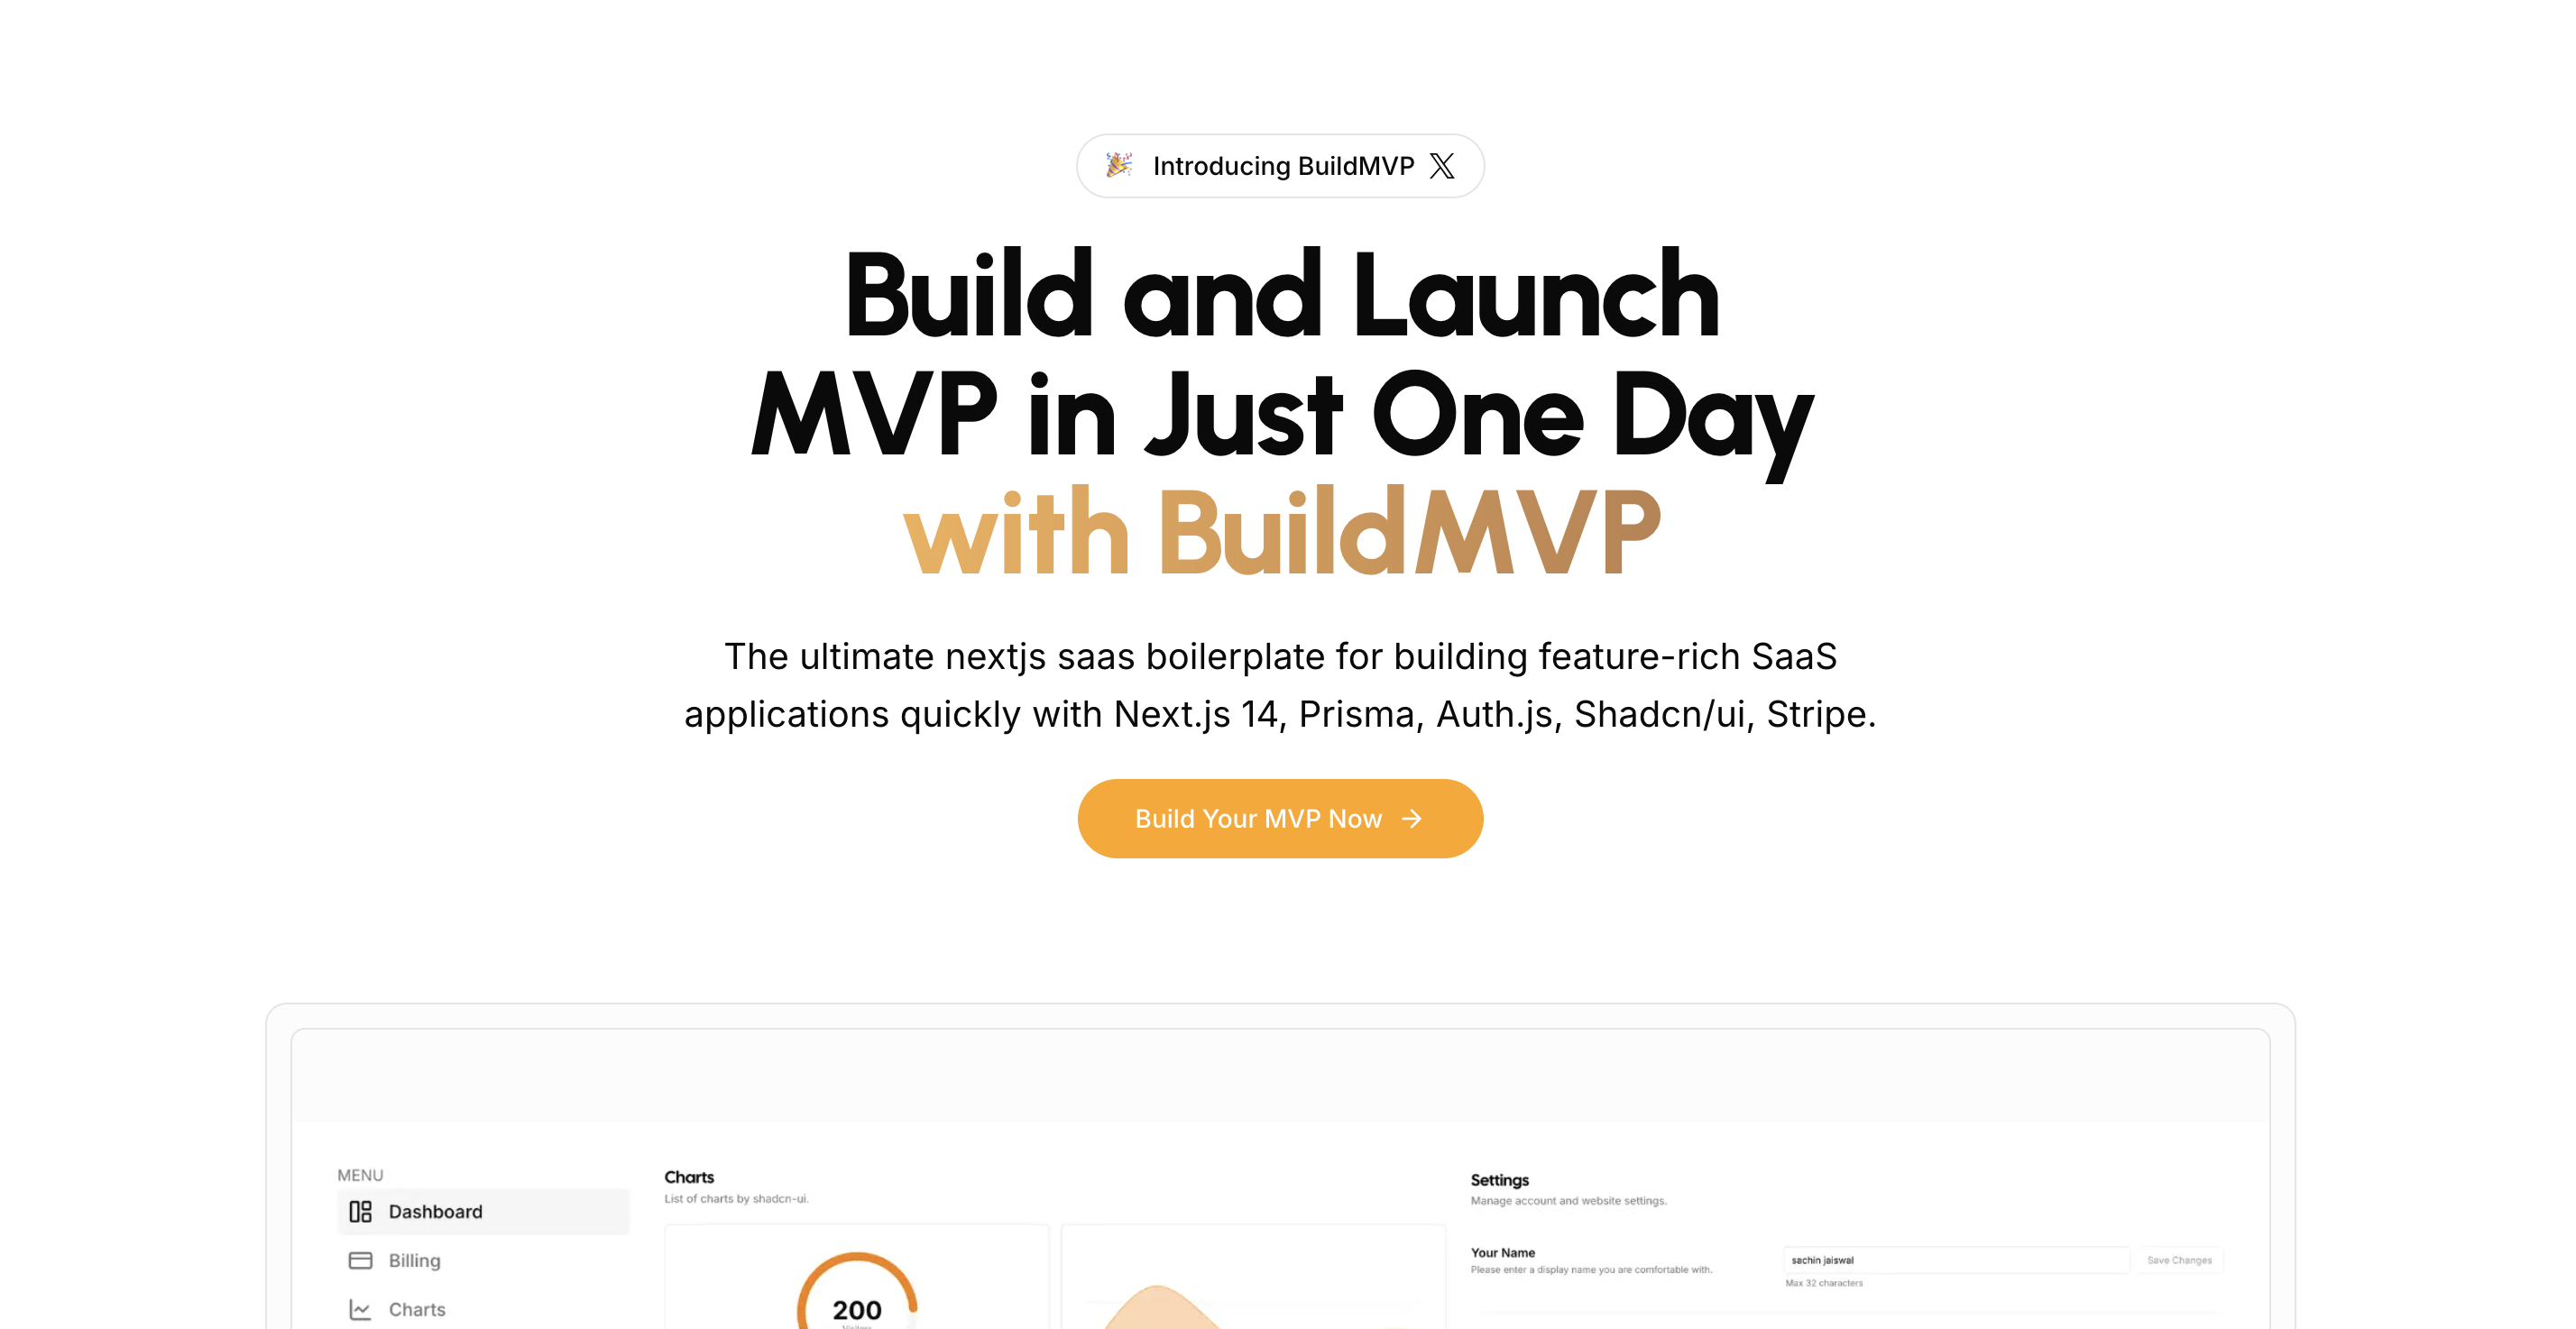 Introducing BuildMVP
Build and Launch
MVP in Just One Day
with BuildMVP
The ultimate nextjs saas boilerplate for building feature-rich SaaS
applications quickly with Next.js 14, Prisma, Auth.js, Shadcn/ui, Stripe.
Build Your MVP Now →
MENU
Dashboard
Billing
Charts
Charts
List of charts by shadcn-ui.
200
Settings
Manage account and website settings.
Your Name
Please enter a display name you are comfortable with.
sachin jaiswal
Save Changes
Max 32 characters